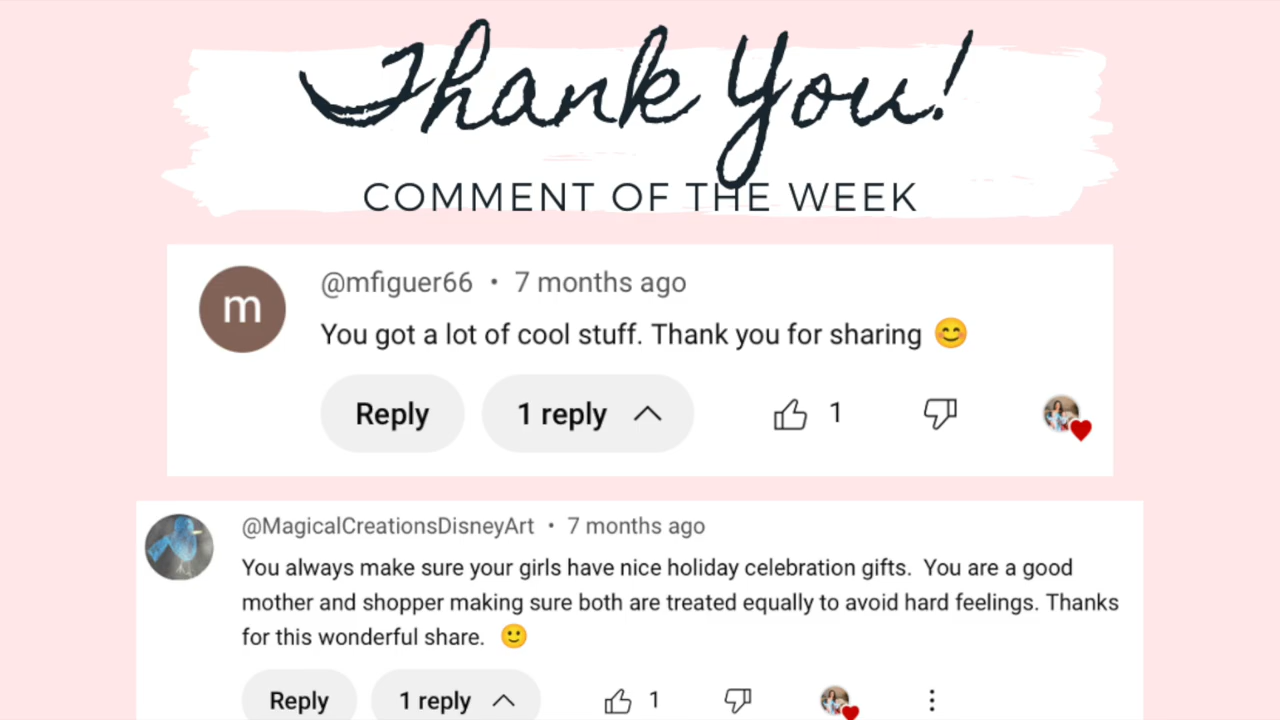 Thank You!
COMMENT OF THE WEEK
m
@mfiguer66 • 7 months ago
You got a lot of cool stuff. Thank you for sharing 😊
Reply 1 reply 1
@MagicalCreationsDisneyArt • 7 months ago
You always make sure your girls have nice holiday celebration gifts. You are a good
mother and shopper making sure both are treated equally to avoid hard feelings. Thanks
for this wonderful share. 🙂
Reply 1 reply 1